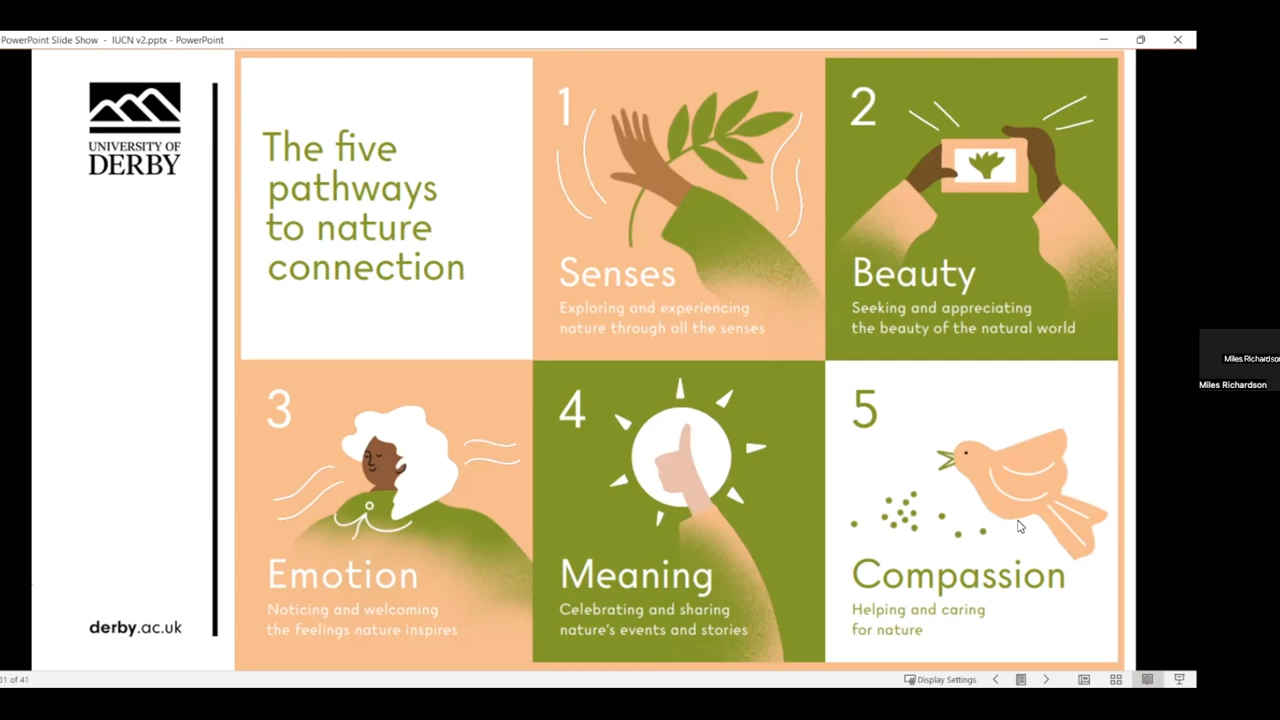 PowerPoint Slide Show - IUCN v2.pptx - PowerPoint
UNIVERSITY OF
DERBY
derby.ac.uk
The five
pathways
to nature
connection
1
Senses
Exploring and experiencing
nature through all the senses
2
Beauty
Seeking and appreciating
the beauty of the natural world
3
Emotion
Noticing and welcoming
the feelings nature inspires
4
Meaning
Celebrating and sharing
nature's events and stories
5
Compassion
Helping and caring
for nature
Miles Richardson
Miles Richardson
31 of 41
Display Settings